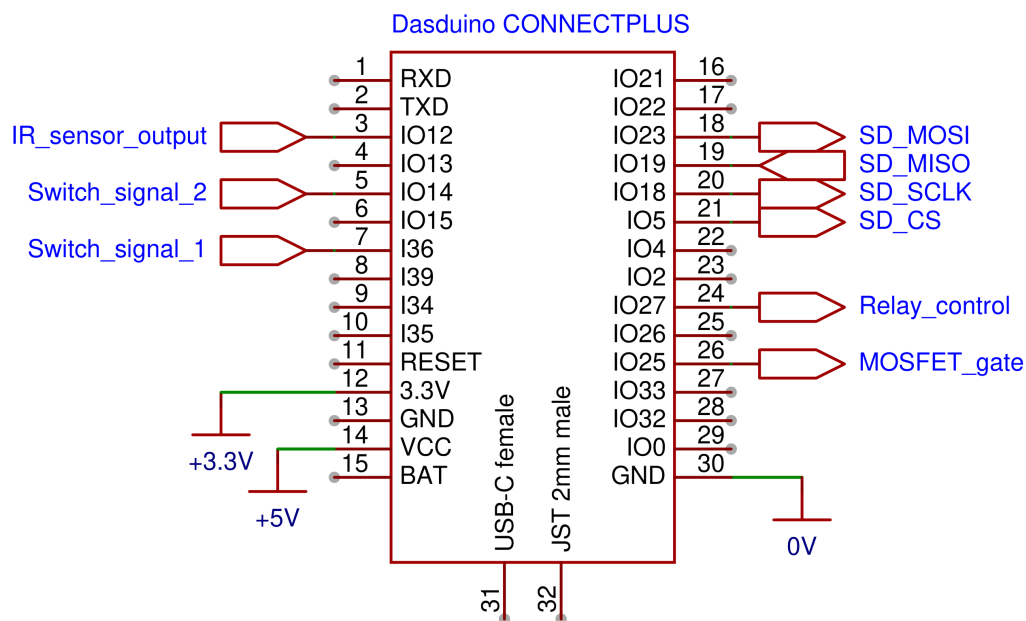 Dasduino CONNECTPLUS
1 RXD IO21 16
2 TXD IO22 17
IR_sensor_output 3 IO12 IO23 18 SD_MOSI
4 IO13 IO19 19 SD_MISO
Switch_signal_2 5 IO14 IO18 20 SD_SCLK
6 IO15 IO5 21 SD_CS
Switch_signal_1 7 I36 IO4 22
8 I39 IO2 23
9 I34 IO27 24 Relay_control
10 I35 IO26 25
11 RESET IO25 26 MOSFET_gate
12 3.3V IO33 27
13 GND IO32 28
14 VCC IO0 29
15 BAT GND 30
+3.3V
+5V
0V
USB-C female
JST 2mm male
31
32